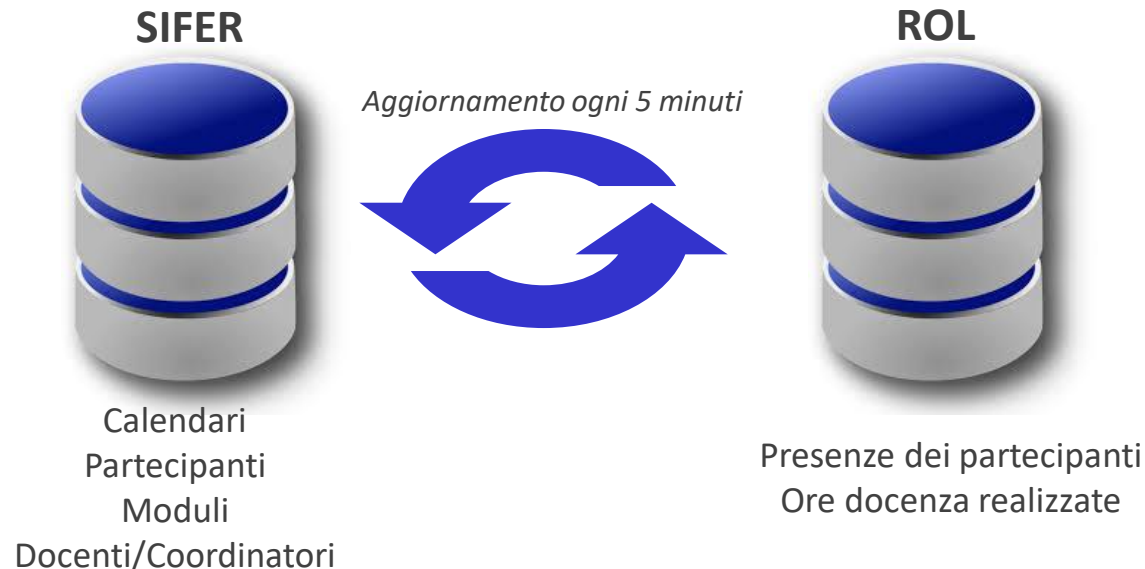 SIFER
ROL
Aggiornamento ogni 5 minuti
Calendari
Partecipanti
Moduli
Docenti/Coordinatori
Presenze dei partecipanti
Ore docenza realizzate